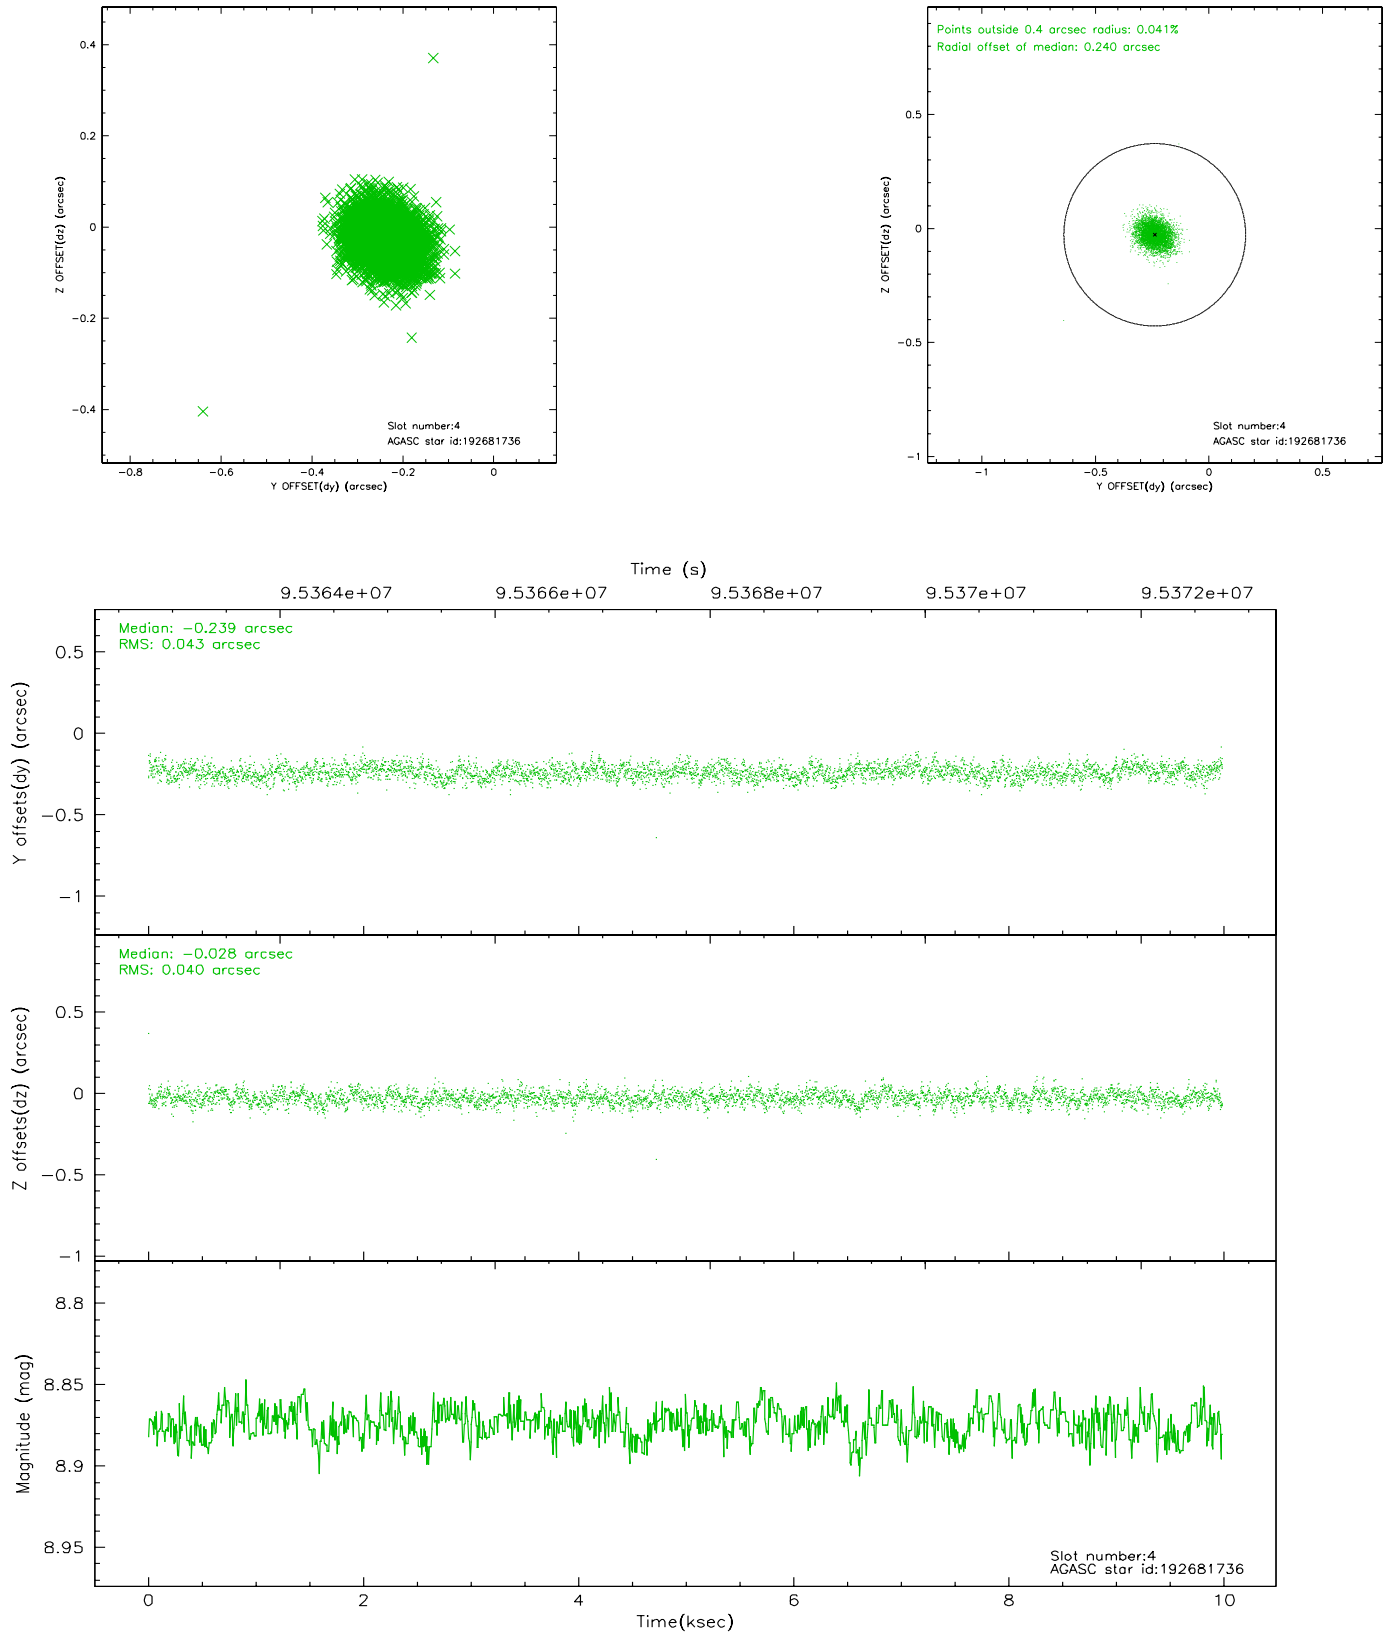 0.4
0.2
0
−0.2
−0.4
Z OFFSET(dz) (arcsec)
Slot number:4
AGASC star id:192681736
−0.8 −0.6 −0.4 −0.2 0
Y OFFSET(dy) (arcsec)
Points outside 0.4 arcsec radius: 0.041%
Radial offset of median: 0.240 arcsec
0.5
0
−0.5
−1
Z OFFSET(dz) (arcsec)
Slot number:4
AGASC star id:192681736
−1 −0.5 0 0.5
Y OFFSET(dy) (arcsec)
Time (s)
9.5364e+07 9.5366e+07 9.5368e+07 9.537e+07 9.5372e+07
Median: −0.239 arcsec
RMS: 0.043 arcsec
0.5
0
−0.5
−1
Y offsets(dy) (arcsec)
Median: −0.028 arcsec
RMS: 0.040 arcsec
0.5
0
−0.5
−1
Z offsets(dz) (arcsec)
8.8
8.85
8.9
8.95
Magnitude (mag)
Slot number:4
AGASC star id:192681736
0 2 4 6 8 10
Time(ksec)